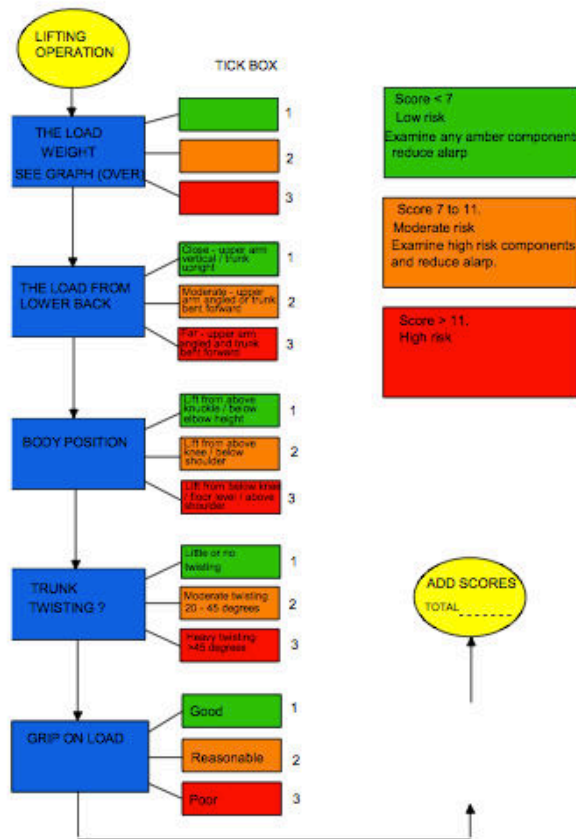 LIFTING
OPERATION
TICK BOX
THE LOAD
WEIGHT
SEE GRAPH (OVER)
1
2
3
THE LOAD FROM
LOWER BACK
Close - upper arm
vertical / trunk
upright
1
Moderate - upper
arm angled or trunk
bent forward
2
Far - upper arm
angled and trunk
bent forward
3
BODY POSITION
Lift from above
knuckle / below
elbow height
1
Lift from above
knee / below
shoulder
2
Lift from below knee
/ floor level / above
shoulder
3
TRUNK
TWISTING ?
Little or no
twisting
1
Moderate twisting
20 - 45 degrees
2
Heavy twisting
>45 degrees
3
GRIP ON LOAD
Good
1
Reasonable
2
Poor
3
Score < 7
Low risk
Examine any amber component
reduce alarp
Score 7 to 11.
Moderate risk
Examine high risk components
and reduce alarp.
Score > 11.
High risk
ADD SCORES
TOTAL _ _ _ _ _ _